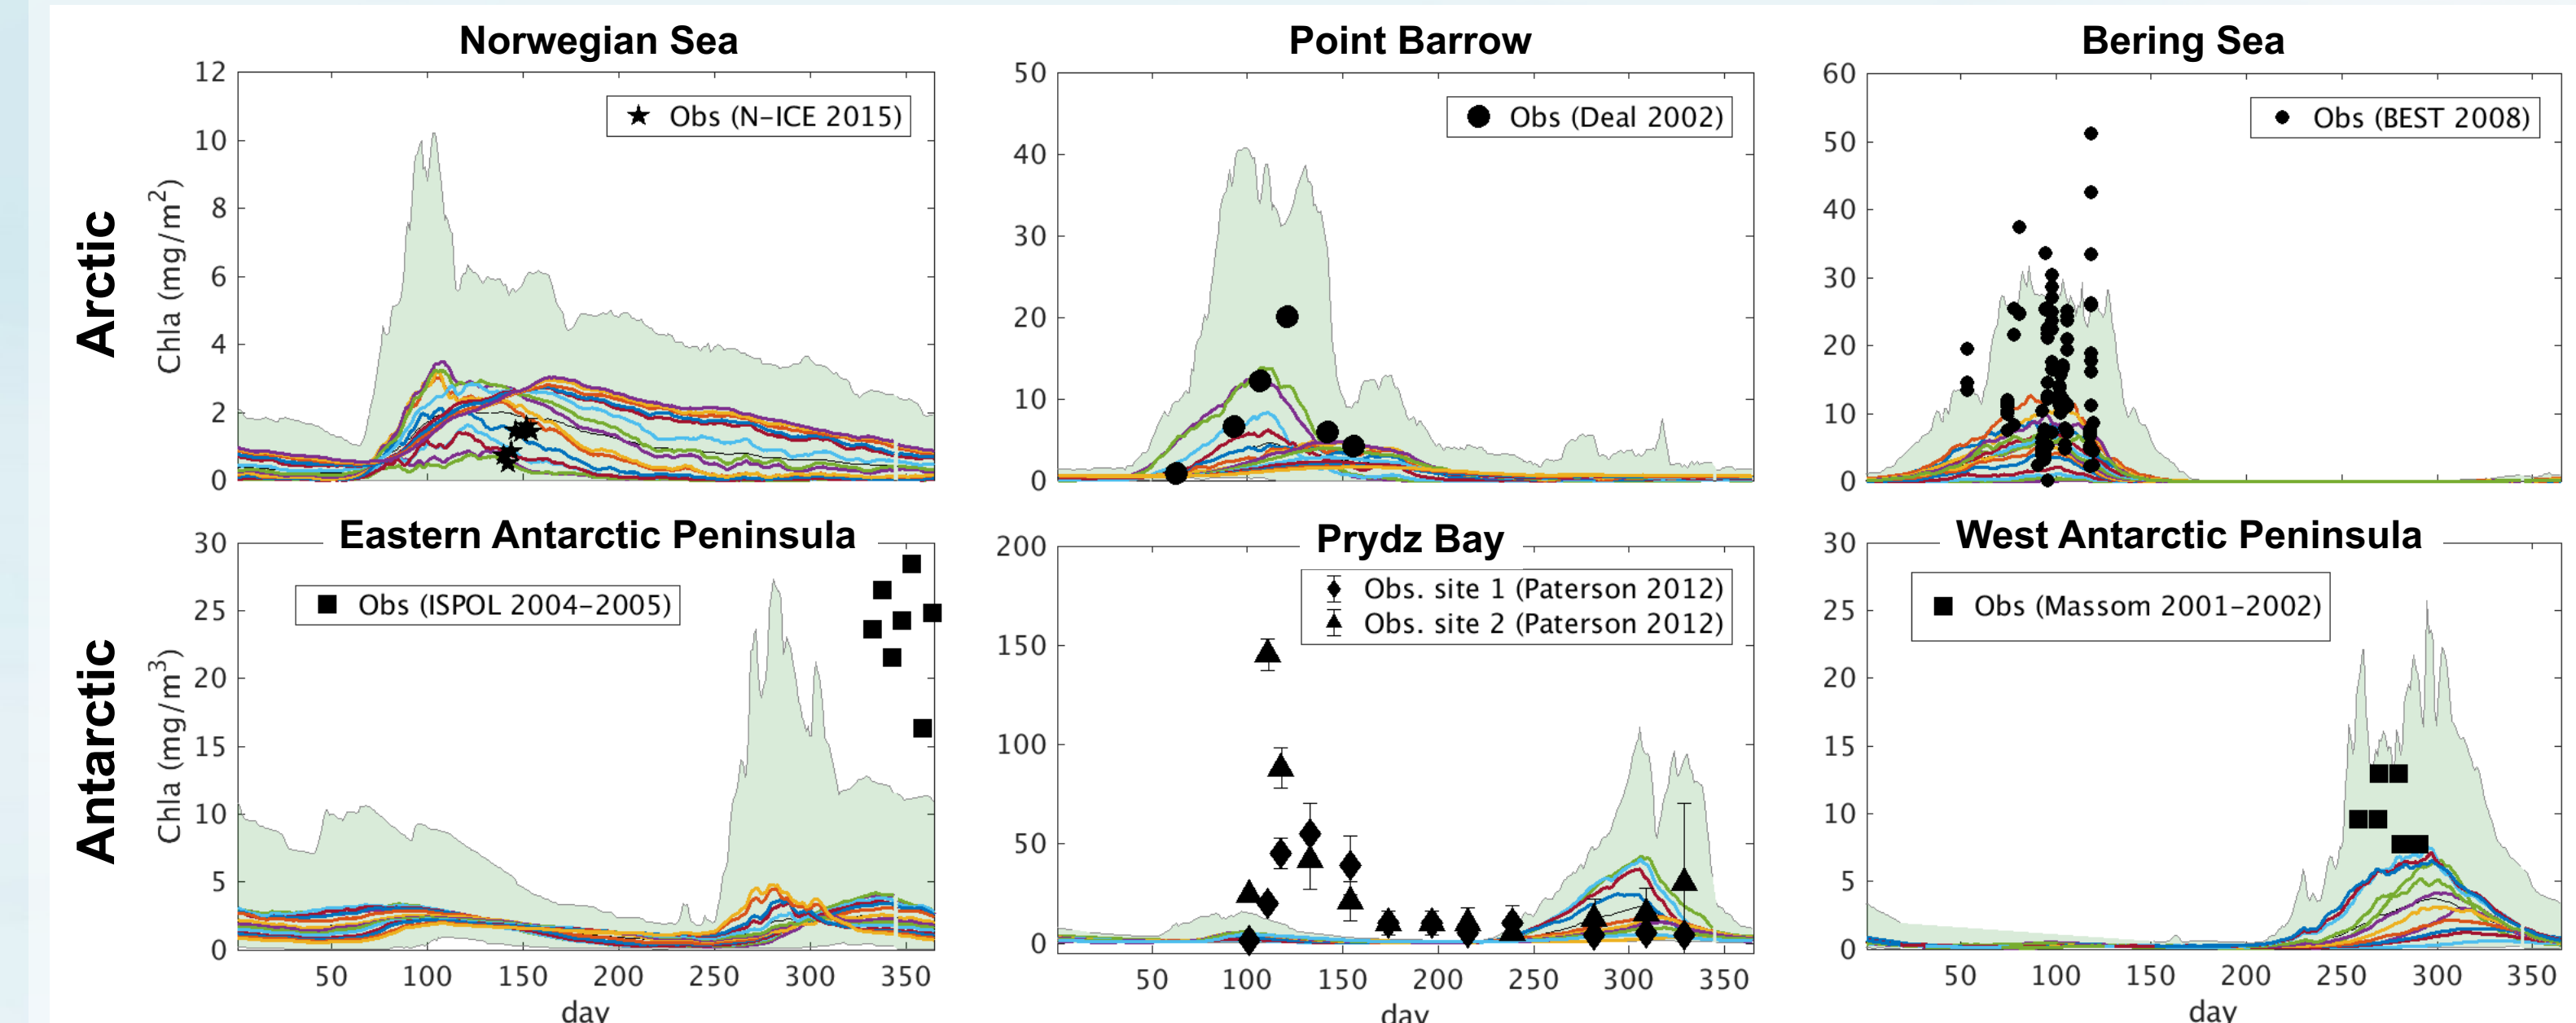 Norwegian Sea
Point Barrow
Bering Sea
Arctic
Chla (mg/m²)
12
10
8
6
4
2
0
Obs (N-ICE 2015)
50
40
30
20
10
0
Obs (Deal 2002)
60
50
40
30
20
10
0
Obs (BEST 2008)
Eastern Antarctic Peninsula
Prydz Bay
West Antarctic Peninsula
Antarctic
Chla (mg/m³)
30
25
20
15
10
5
0
Obs (ISPOL 2004-2005)
50 100 150 200 250 300 350
day
200
150
100
50
0
Obs. site 1 (Paterson 2012)
Obs. site 2 (Paterson 2012)
50 100 150 200 250 300 350
day
30
25
20
15
10
5
0
Obs (Massom 2001-2002)
50 100 150 200 250 300 350
day